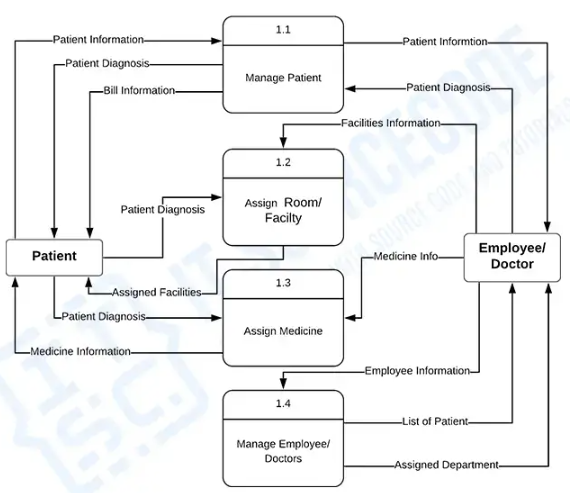 1.1
Patient Information
Patient Informtion
Patient Diagnosis
Manage Patient
Bill Information
Patient Diagnosis
Facilities Information
1.2
Assign Room/
Facilty
Patient Diagnosis
Patient
Employee/
Doctor
Medicine Info
1.3
Assigned Facilities
Patient Diagnosis
Assign Medicine
Medicine Information
Employee Information
1.4
List of Patient
Manage Employee/
Doctors
Assigned Department